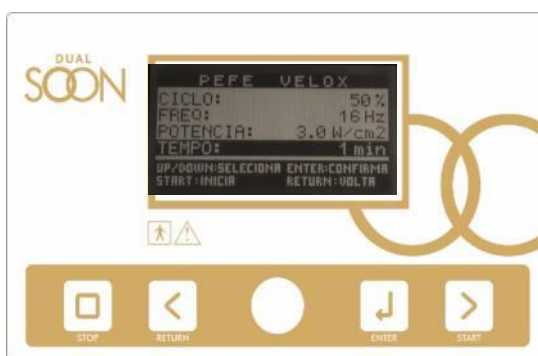 DUAL
SOON
PEFE VELOX
CICLO: 50%
FREQ: 16Hz
POTENCIA: 3.0 W/cm2
TEMPO: 1 min
UP/DOWN:SELECIONA ENTER:CONFIRMA
START:INICIA RETURN:VOLTA
STOP
RETURN
ENTER
START